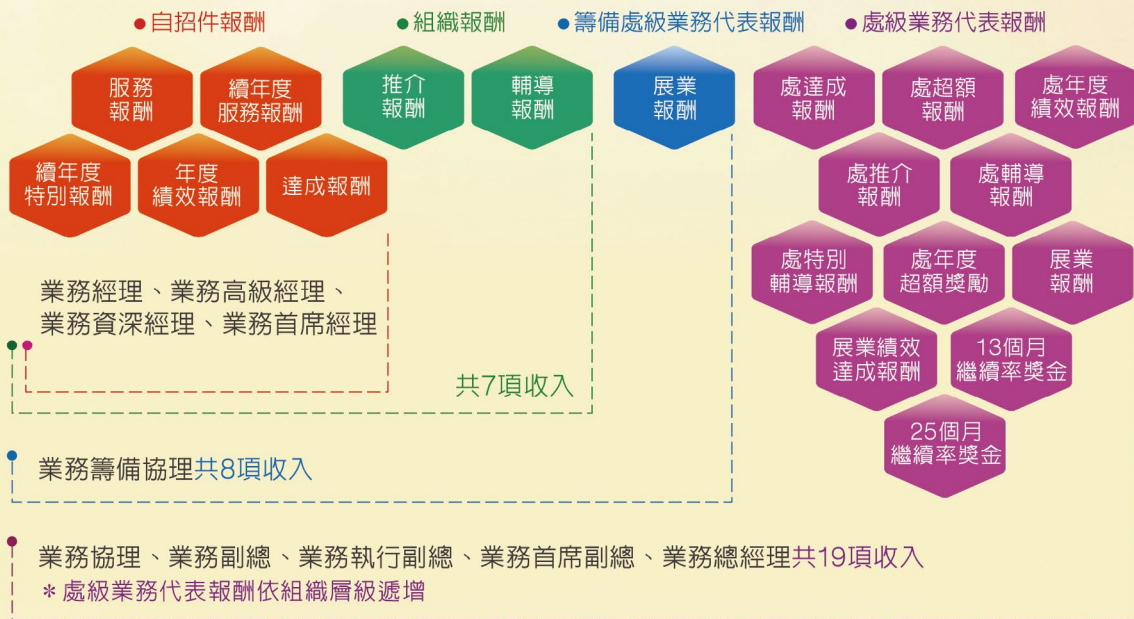 ●自招件報酬
●組織報酬
●籌備處級業務代表報酬
●處級業務代表報酬
服務
報酬
續年度
服務報酬
續年度
特別報酬
年度
績效報酬
達成報酬
推介
報酬
輔導
報酬
展業
報酬
處達成
報酬
處超額
報酬
處年度
績效報酬
處推介
報酬
處輔導
報酬
處特別
輔導報酬
處年度
超額獎勵
展業
報酬
展業績效
達成報酬
13個月
繼續率獎金
25個月
繼續率獎金
業務經理、業務高級經理、
業務資深經理、業務首席經理
共7項收入
業務籌備協理共8項收入
業務協理、業務副總、業務執行副總、業務首席副總、業務總經理共19項收入
＊處級業務代表報酬依組織層級遞增